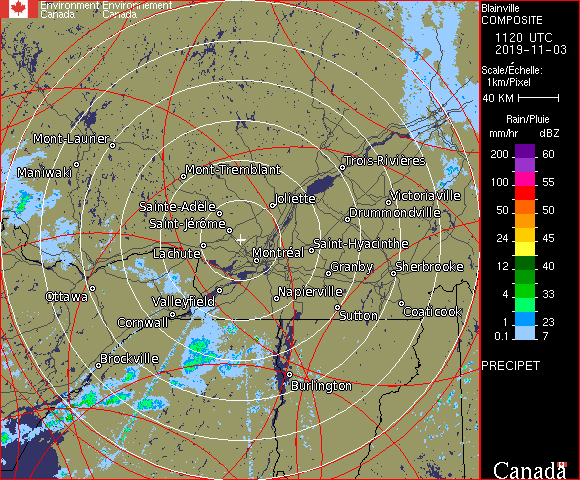 Environment Environnement
Canada Canada
Blainville
COMPOSITE
1120 UTC
2019-11-03
Scale/Échelle:
1km/Pixel
40 KM
Rain/Pluie
mm/hr dBZ
200 60
100 55
50 50
24 45
12 40
4 33
1 23
0.1 7
PRECIPET
Mont-Laurier
Maniwaki
Mont-Tremblant
Trois-Rivières
Joliette
Victoriaville
Sainte-Adèle
Drummondville
Saint-Jérôme
Lachute
Montréal
Saint-Hyacinthe
Granby
Sherbrooke
Ottawa
Valleyfield
Napierville
Cornwall
Sutton
Coaticook
Brockville
Burlington
Canada